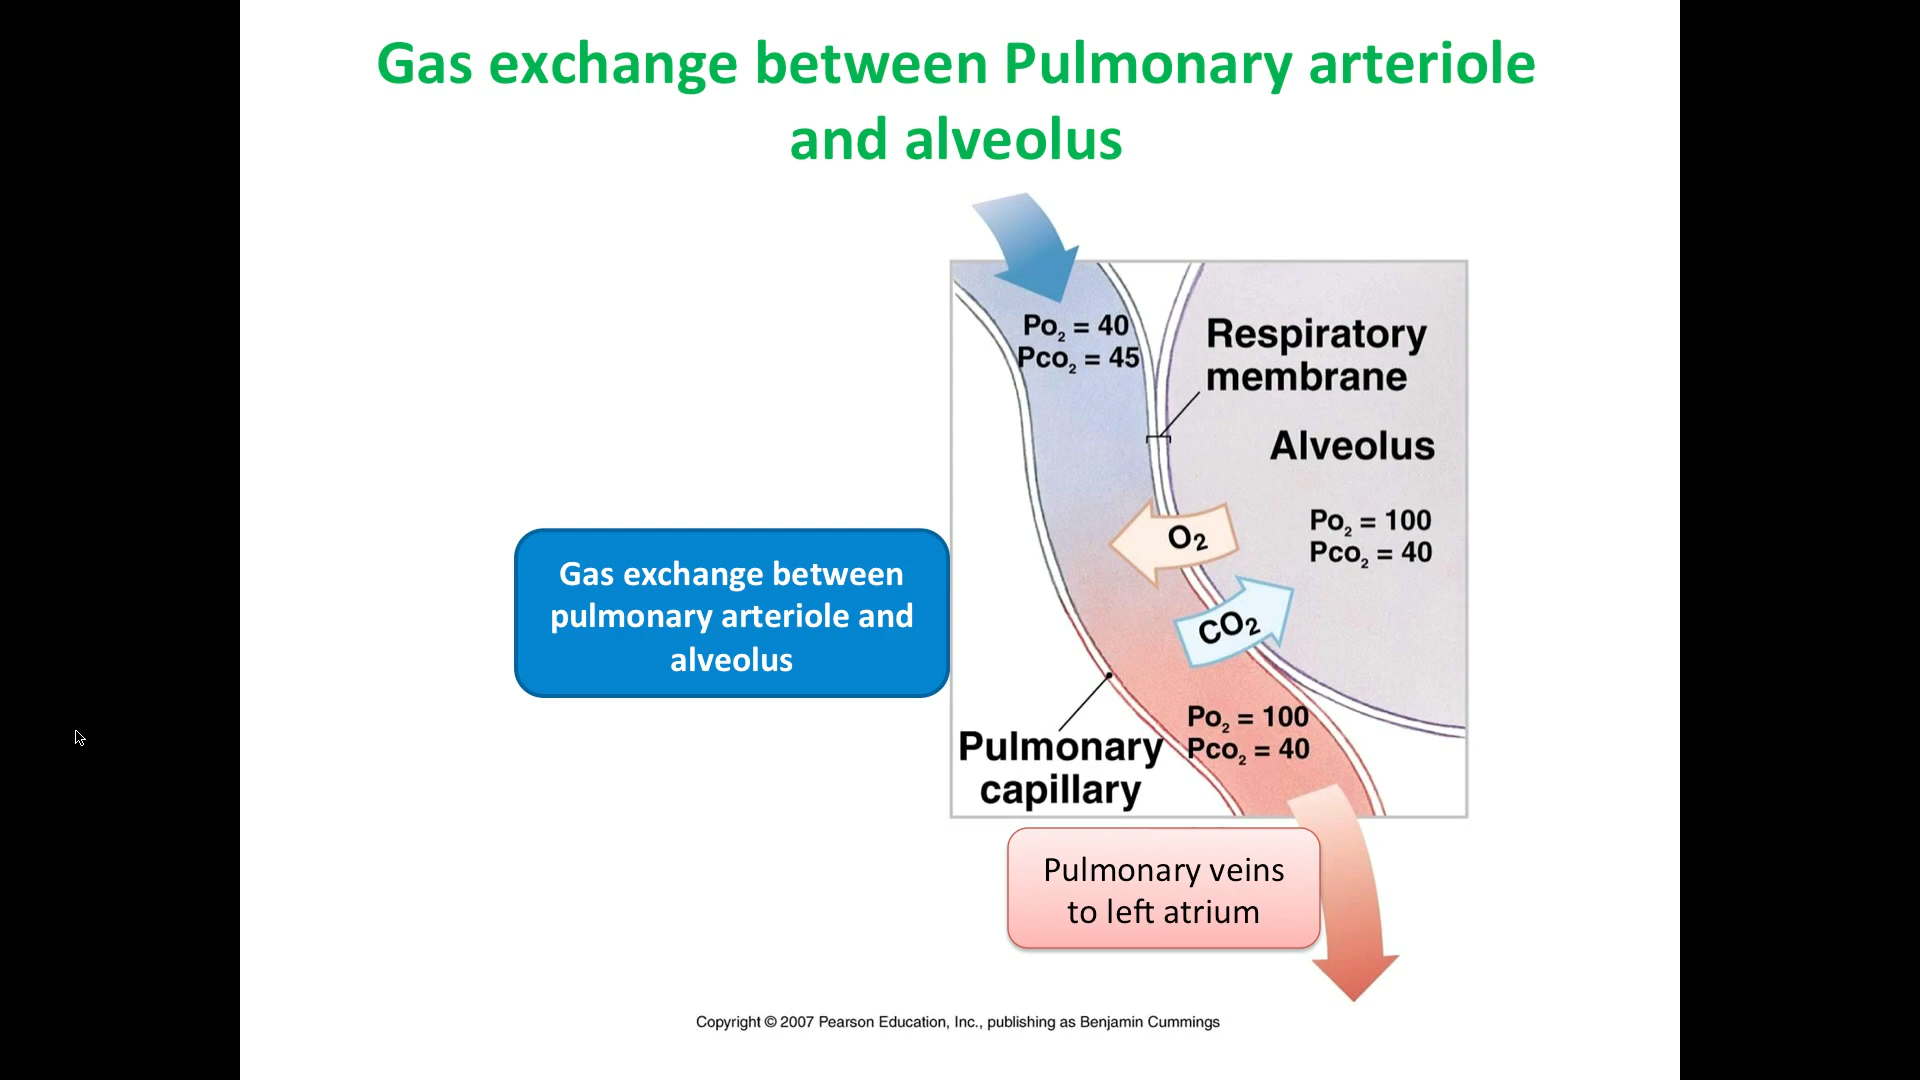 Gas exchange between Pulmonary arteriole
and alveolus
Po₂ = 40
Pco₂ = 45
Respiratory
membrane
Alveolus
Po₂ = 100
Pco₂ = 40
O₂
CO₂
Gas exchange between
pulmonary arteriole and
alveolus
Po₂ = 100
Pco₂ = 40
Pulmonary
capillary
Pulmonary veins
to left atrium
Copyright © 2007 Pearson Education, Inc., publishing as Benjamin Cummings